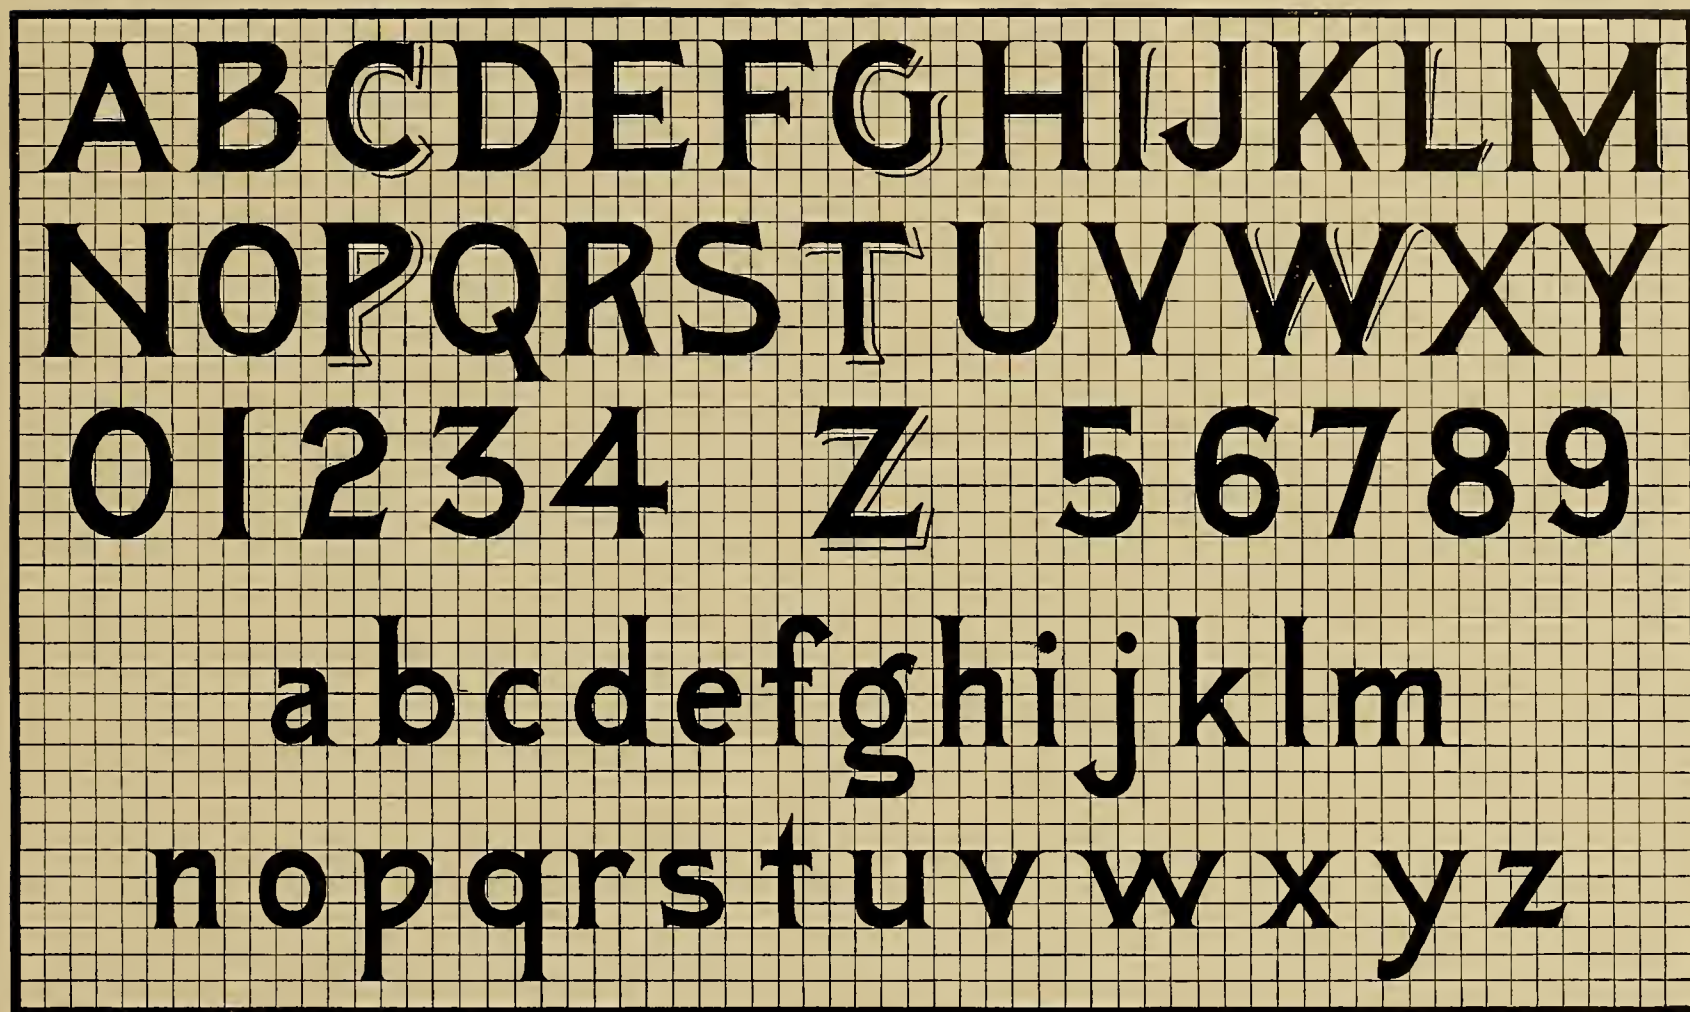 ABCDEFGHIJKLM
NOPQRSTUVWXY
01234 Z 56789
abcdefghijklm
nopqrstuvwxyz